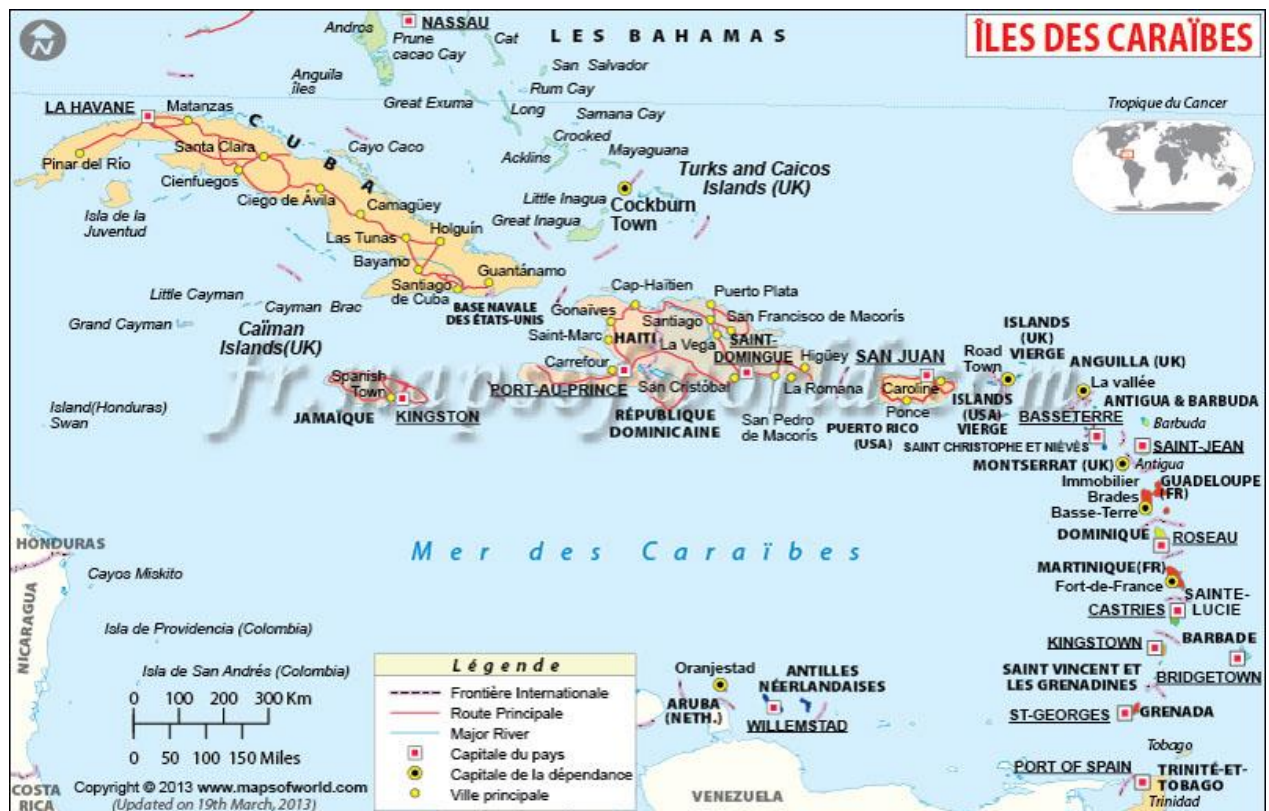 ÎLES DES CARAÏBES
N
Andros
NASSAU
Prune
cacao Cay
Cat
LES BAHAMAS
San Salvador
Anguila
îles
Rum Cay
Great Exuma
Long
Samana Cay
Tropique du Cancer
LA HAVANE
Matanzas
CUBA
Crooked
Cayo Caco
Mayaguana
Acklins
Santa Clara
Pinar del Río
Cienfuegos
Turks and Caicos
Islands (UK)
Ciego de Ávila
Little Inagua
Cockburn
Town
Isla de la
Juventud
Camagüey
Great Inagua
Las Tunas
Holguín
Bayamo
Guantánamo
Santiago
de Cuba
Little Cayman
Cayman Brac
BASE NAVALE
DES ÉTATS-UNIS
Cap-Haïtien
Puerto Plata
Gonaïves
Santiago
San Francisco de Macorís
Grand Cayman
Caïman
Islands(UK)
Saint-Marc
HAITI
La Vega
SAINT-
DOMINGUE
Higüey
SAN JUAN
ISLANDS
(UK)
VIERGE
Road
Town
ANGUILLA (UK)
La vallée
Carrefour
fr.mapsofworld.com
Spanish
Town
PORT-AU-PRINCE
San Cristóbal
La Romana
Caroline
ISLANDS
(USA)
VIERGE
ANTIGUA & BARBUDA
BASSETERRE
Barbuda
Island(Honduras)
Swan
JAMAÏQUE
KINGSTON
RÉPUBLIQUE
DOMINICAINE
San Pedro
de Macorís
Ponce
PUERTO RICO
(USA)
SAINT CHRISTOPHE ET NIÉVÈS
SAINT-JEAN
MONTSERRAT (UK)
Antigua
Immobilier
Brades
GUADELOUPE
(FR)
Basse-Terre
DOMINIQUE
ROSEAU
HONDURAS
Mer des Caraïbes
Cayos Miskito
MARTINIQUE(FR)
Fort-de-France
NICARAGUA
SAINTE-
LUCIE
CASTRIES
Isla de Providencia (Colombia)
KINGSTOWN
BARBADE
Isla de San Andrés (Colombia)
SAINT VINCENT ET
LES GRENADINES
BRIDGETOWN
Oranjestad
ANTILLES
NÉERLANDAISES
ARUBA
(NETH.)
WILLEMSTAD
ST-GEORGES
GRENADA
Tobago
PORT OF SPAIN
TRINITÉ-ET-
TOBAGO
Trinidad
VENEZUELA
COSTA
RICA
0 100 200 300 Km
0 50 100 150 Miles
Légende
Frontière Internationale
Route Principale
Major River
Capitale du pays
Capitale de la dépendance
Ville principale
Copyright © 2013 www.mapsofworld.com
(Updated on 19th March, 2013)